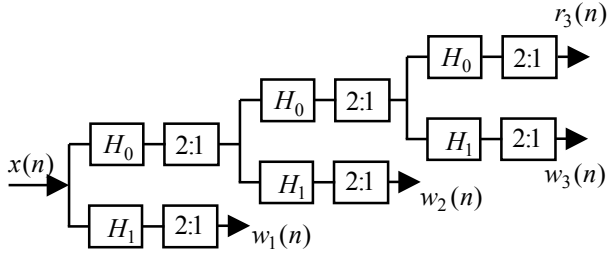 r₃(n)
H₀ 2:1
H₀ 2:1
H₁ 2:1
x(n) H₀ 2:1
w₃(n)
H₁ 2:1
w₂(n)
H₁ 2:1
w₁(n)